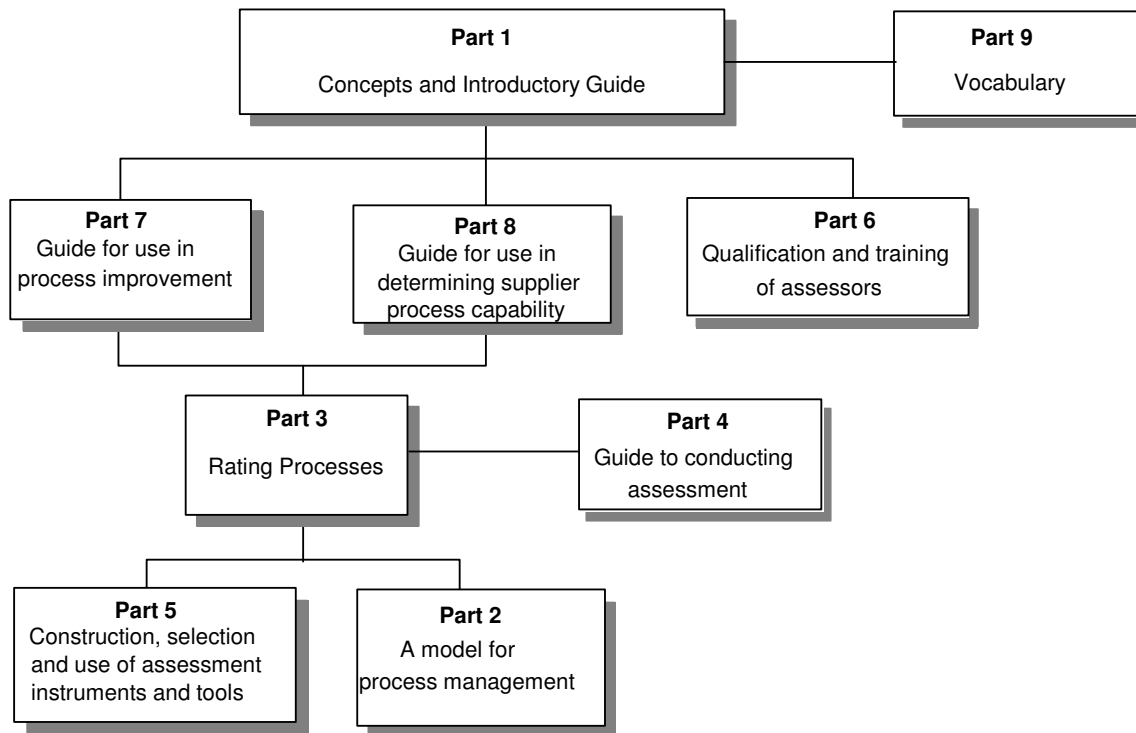 Part 1
Concepts and Introductory Guide
Part 9
Vocabulary
Part 7
Guide for use in
process improvement
Part 8
Guide for use in
determining supplier
process capability
Part 6
Qualification and training
of assessors
Part 3
Rating Processes
Part 4
Guide to conducting
assessment
Part 5
Construction, selection
and use of assessment
instruments and tools
Part 2
A model for
process management